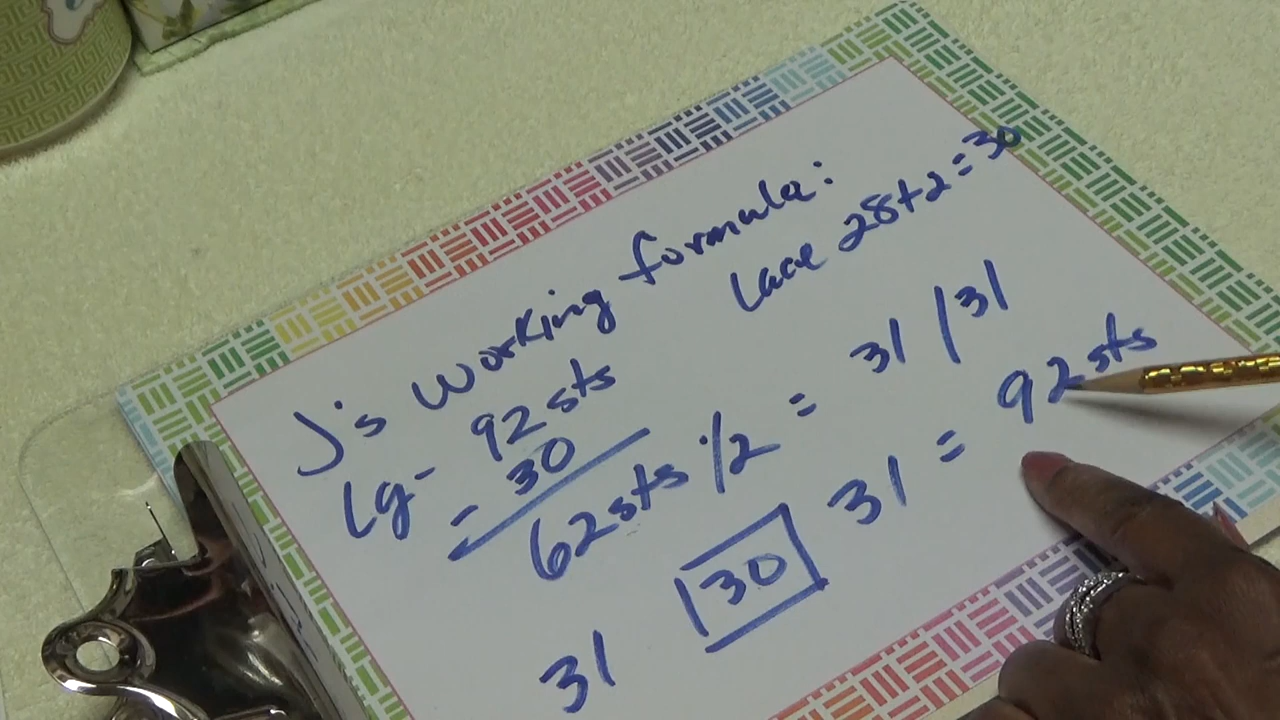 J's working formula:
Lace 28+2=30
lg- 92sts
- 30
62sts ·/2 = 31 | 31
31 30 31 = 92sts